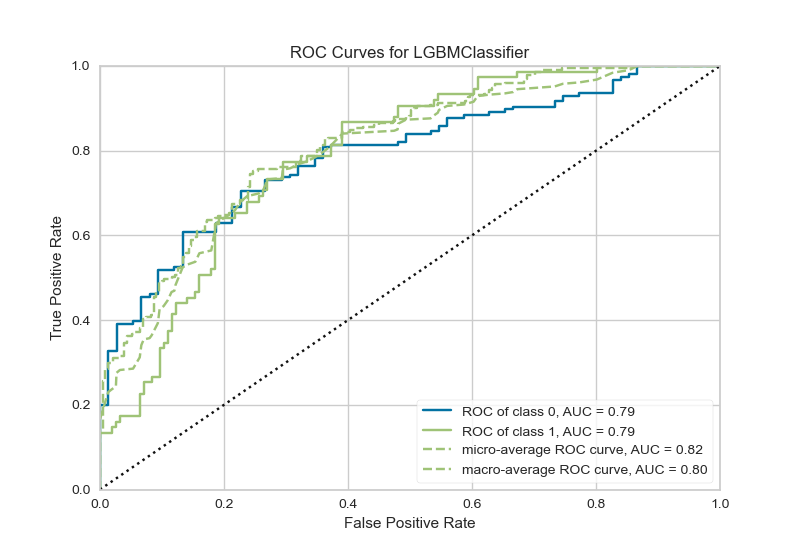 ROC Curves for LGBMClassifier
1.0
0.8
0.6
0.4
0.2
0.0
True Positive Rate
0.0 0.2 0.4 0.6 0.8 1.0
False Positive Rate
ROC of class 0, AUC = 0.79
ROC of class 1, AUC = 0.79
micro-average ROC curve, AUC = 0.82
macro-average ROC curve, AUC = 0.80